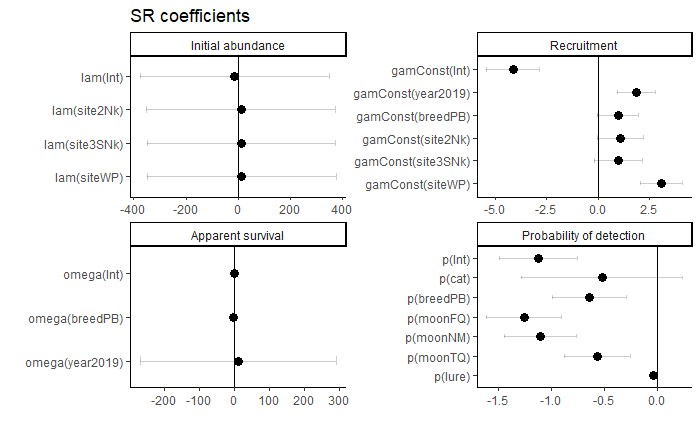 SR coefficients
Initial abundance
lam(Int)
lam(site2Nk)
lam(site3SNk)
lam(siteWP)
-400 -200 0 200 400
Recruitment
gamConst(Int)
gamConst(year2019)
gamConst(breedPB)
gamConst(site2Nk)
gamConst(site3SNk)
gamConst(siteWP)
-5.0 -2.5 0.0 2.5
Apparent survival
omega(Int)
omega(breedPB)
omega(year2019)
-200 -100 0 100 200 300
Probability of detection
p(Int)
p(cat)
p(breedPB)
p(moonFQ)
p(moonNM)
p(moonTQ)
p(lure)
-1.5 -1.0 -0.5 0.0